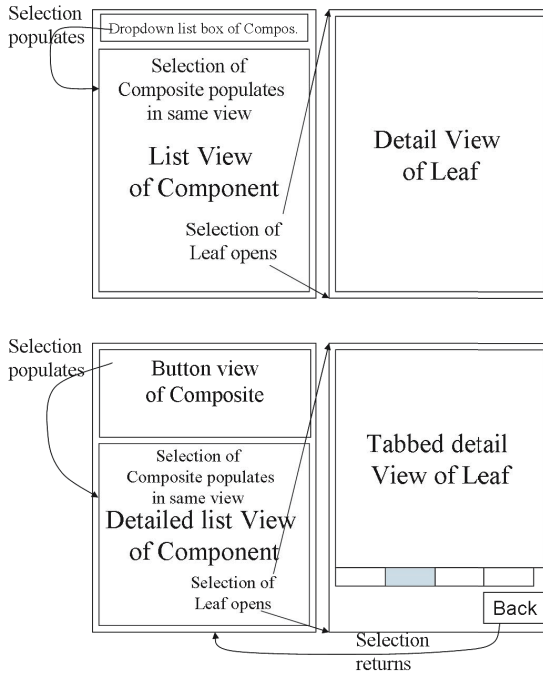 Selection
populates
Dropdown list box of Compos.
Selection of
Composite populates
in same view
List View
of Component
Selection of
Leaf opens
Detail View
of Leaf
Selection
populates
Button view
of Composite
Selection of
Composite populates
in same view
Detailed list View
of Component
Selection of
Leaf opens
Tabbed detail
View of Leaf
Back
Selection
returns